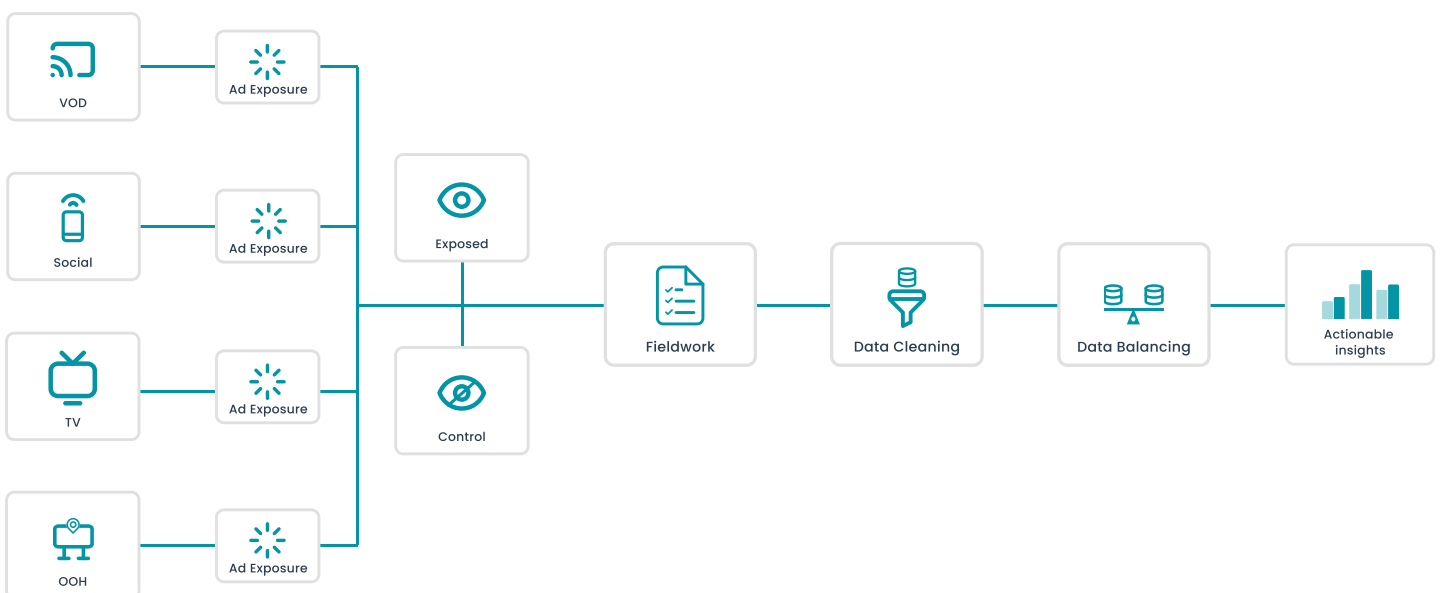 VOD
Ad Exposure
Social
Ad Exposure
TV
Ad Exposure
OOH
Ad Exposure
Exposed
Control
Fieldwork
Data Cleaning
Data Balancing
Actionable
insights